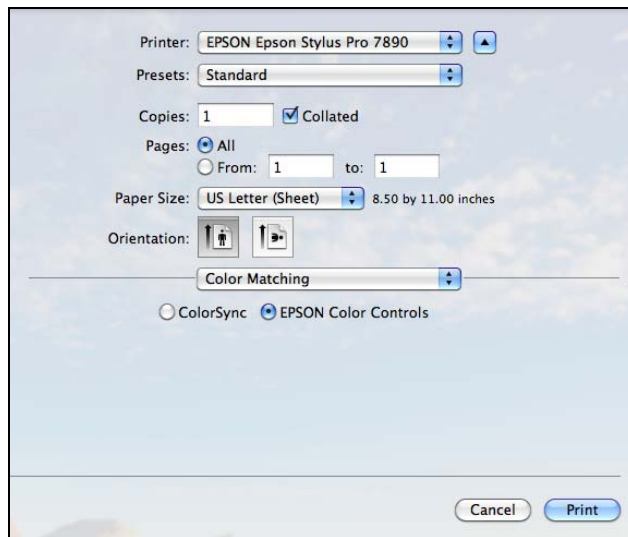 Printer: EPSON Epson Stylus Pro 7890
Presets: Standard
Copies: 1 Collated
Pages: All
From: 1 to: 1
Paper Size: US Letter (Sheet) 8.50 by 11.00 inches
Orientation:
Color Matching
ColorSync EPSON Color Controls
Cancel Print